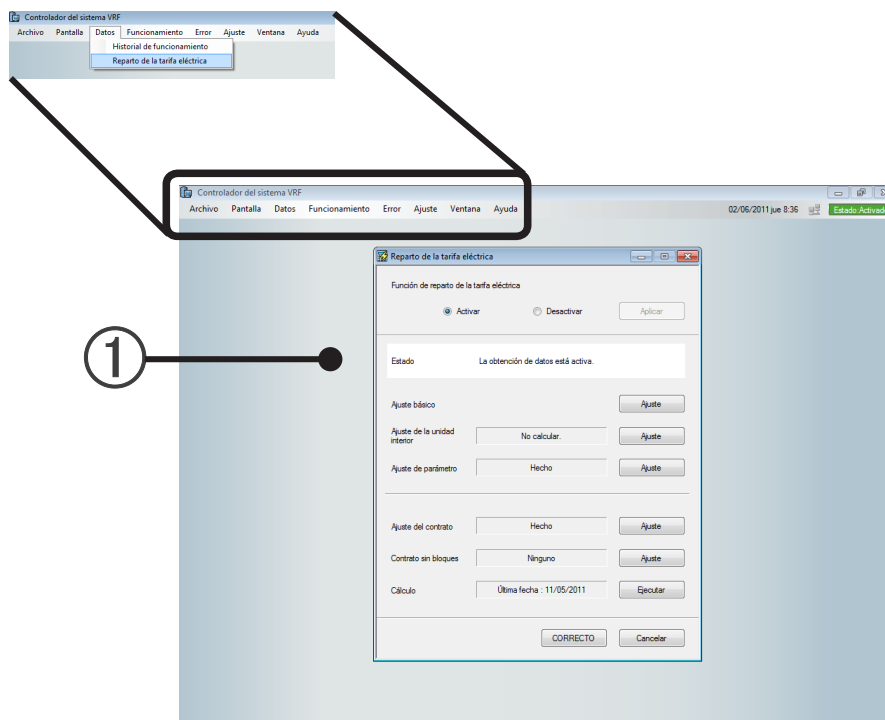 Controlador del sistema VRF
Archivo Pantalla Datos Funcionamiento Error Ajuste Ventana Ayuda
Historial de funcionamiento
Reparto de la tarifa eléctrica
Controlador del sistema VRF
Archivo Pantalla Datos Funcionamiento Error Ajuste Ventana Ayuda 02/06/2011 jue 8:36 Estado:Activado
Reparto de la tarifa eléctrica
Función de reparto de la tarifa eléctrica
Activar Desactivar Aplicar
1
Estado La obtención de datos está activa.
Ajuste básico Ajuste
Ajuste de la unidad
interior No calcular. Ajuste
Ajuste de parámetro Hecho Ajuste
Ajuste del contrato Hecho Ajuste
Contrato sin bloques Ninguno Ajuste
Cálculo Última fecha : 11/05/2011 Ejecutar
CORRECTO Cancelar